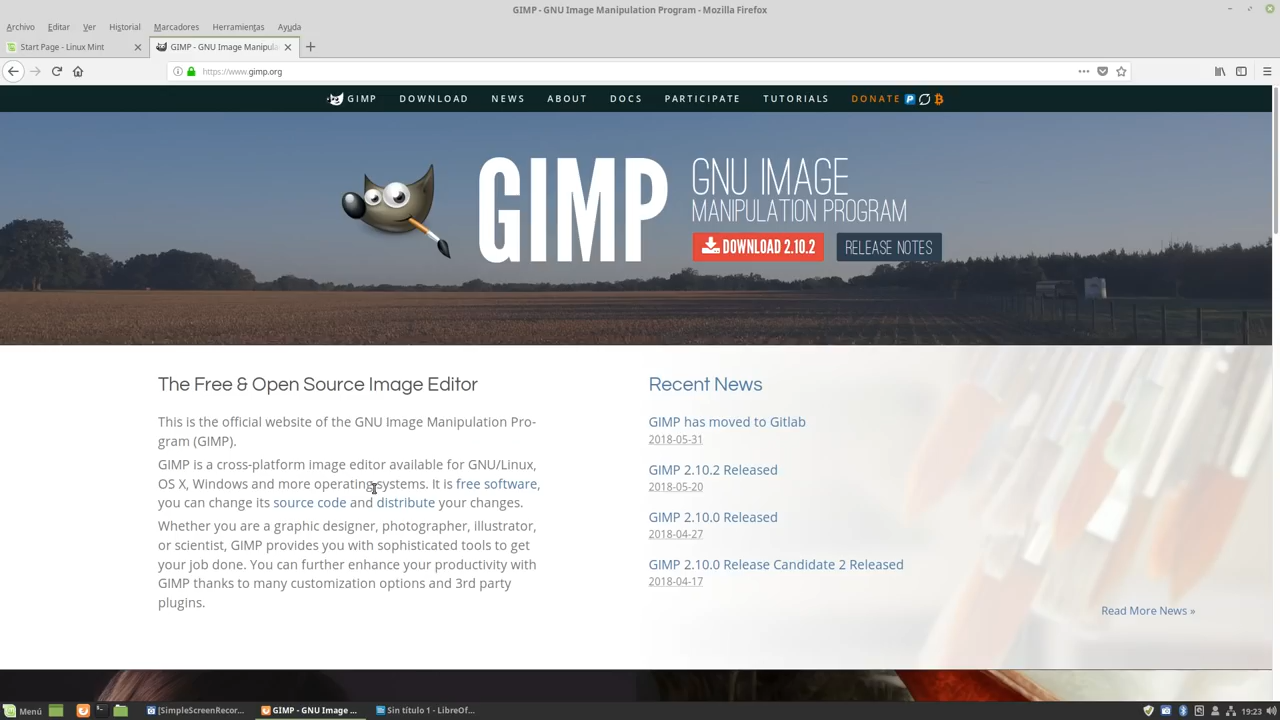 GIMP - GNU Image Manipulation Program - Mozilla Firefox
Archivo Editar Ver Historial Marcadores Herramientas Ayuda
Start Page - Linux Mint
GIMP - GNU Image Manipula
https://www.gimp.org
GIMP DOWNLOAD NEWS ABOUT DOCS PARTICIPATE TUTORIALS DONATE
GIMP
GNU IMAGE
MANIPULATION PROGRAM
DOWNLOAD 2.10.2
RELEASE NOTES
The Free & Open Source Image Editor
This is the official website of the GNU Image Manipulation Pro-
gram (GIMP).
GIMP is a cross-platform image editor available for GNU/Linux,
OS X, Windows and more operating systems. It is free software,
you can change its source code and distribute your changes.
Whether you are a graphic designer, photographer, illustrator,
or scientist, GIMP provides you with sophisticated tools to get
your job done. You can further enhance your productivity with
GIMP thanks to many customization options and 3rd party
plugins.
Recent News
GIMP has moved to Gitlab
2018-05-31
GIMP 2.10.2 Released
2018-05-20
GIMP 2.10.0 Released
2018-04-27
GIMP 2.10.0 Release Candidate 2 Released
2018-04-17
Read More News »
Menú
[SimpleScreenRecor...
GIMP - GNU Image ...
Sin título 1 - LibreOf...
19:23